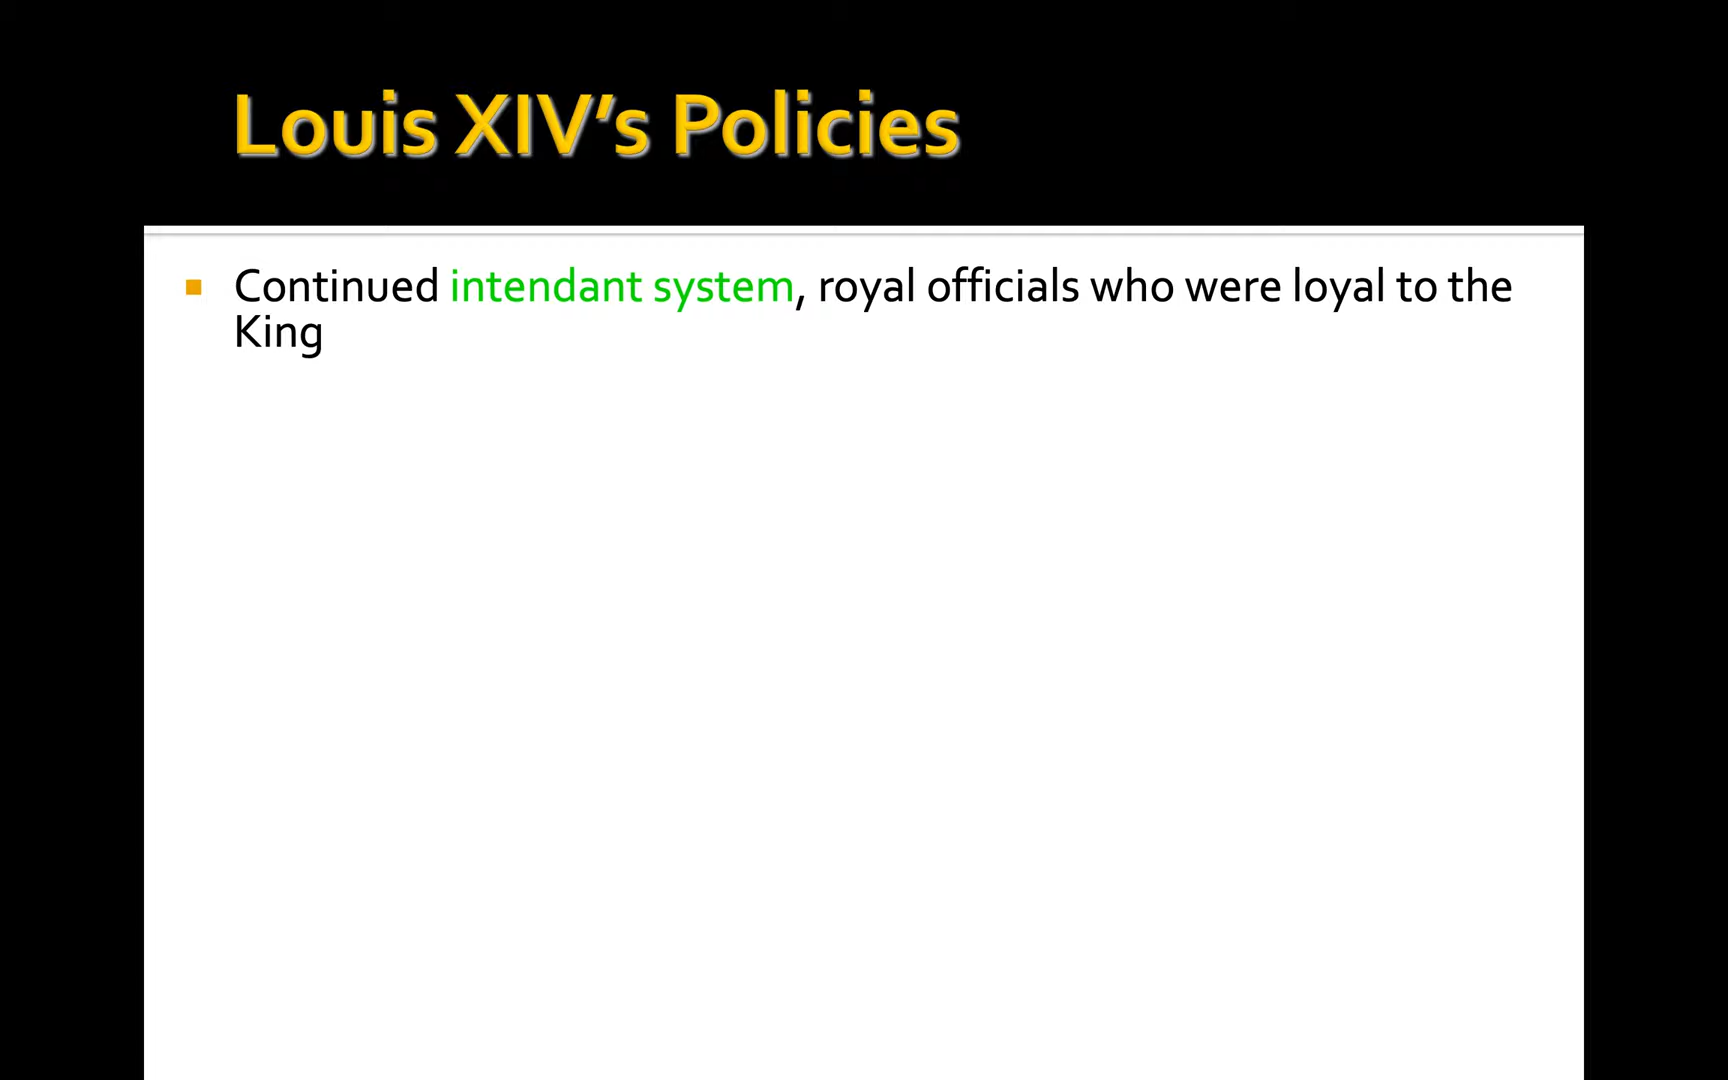 Louis XIV’s Policies
Continued intendant system, royal officials who were loyal to the
King